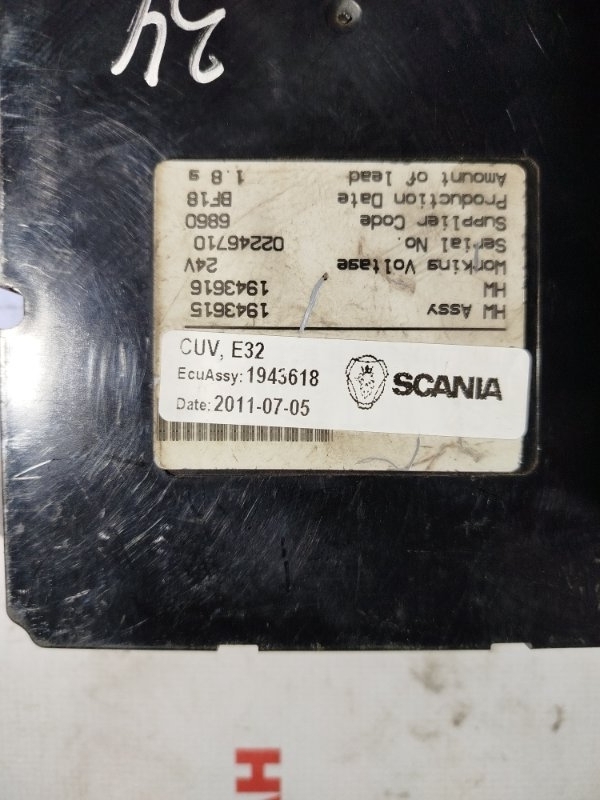 24
CUV, E32
EcuAssy: 1943618
Date: 2011-07-05
SCANIA
HW Assy 1943615
HW 1943616
Working Voltage 24V
Serial No. 02246710
Supplier Code 6860
Production Date BF18
Amount of lead 1.8 g
H